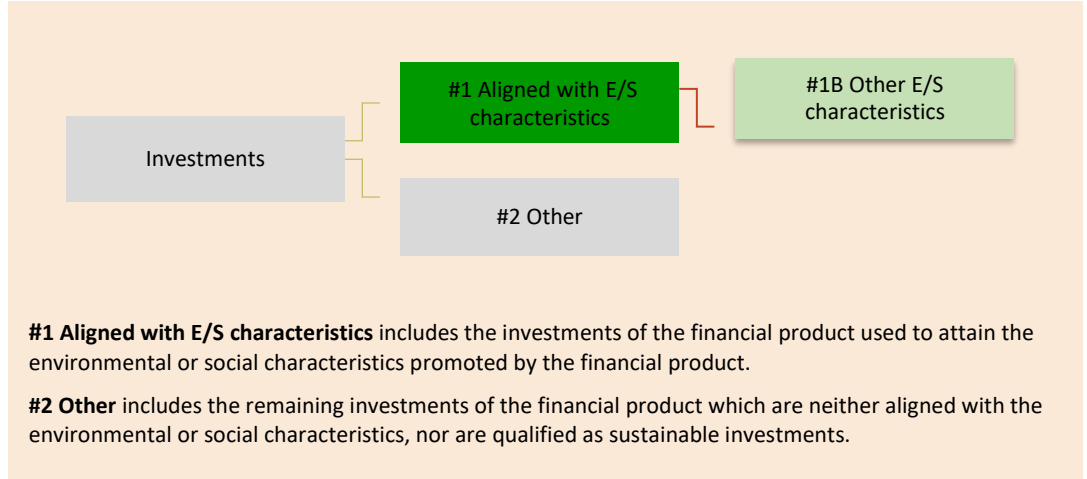 #1 Aligned with E/S
characteristics
#1B Other E/S
characteristics
Investments
#2 Other
#1 Aligned with E/S characteristics includes the investments of the financial product used to attain the
environmental or social characteristics promoted by the financial product.
#2 Other includes the remaining investments of the financial product which are neither aligned with the
environmental or social characteristics, nor are qualified as sustainable investments.